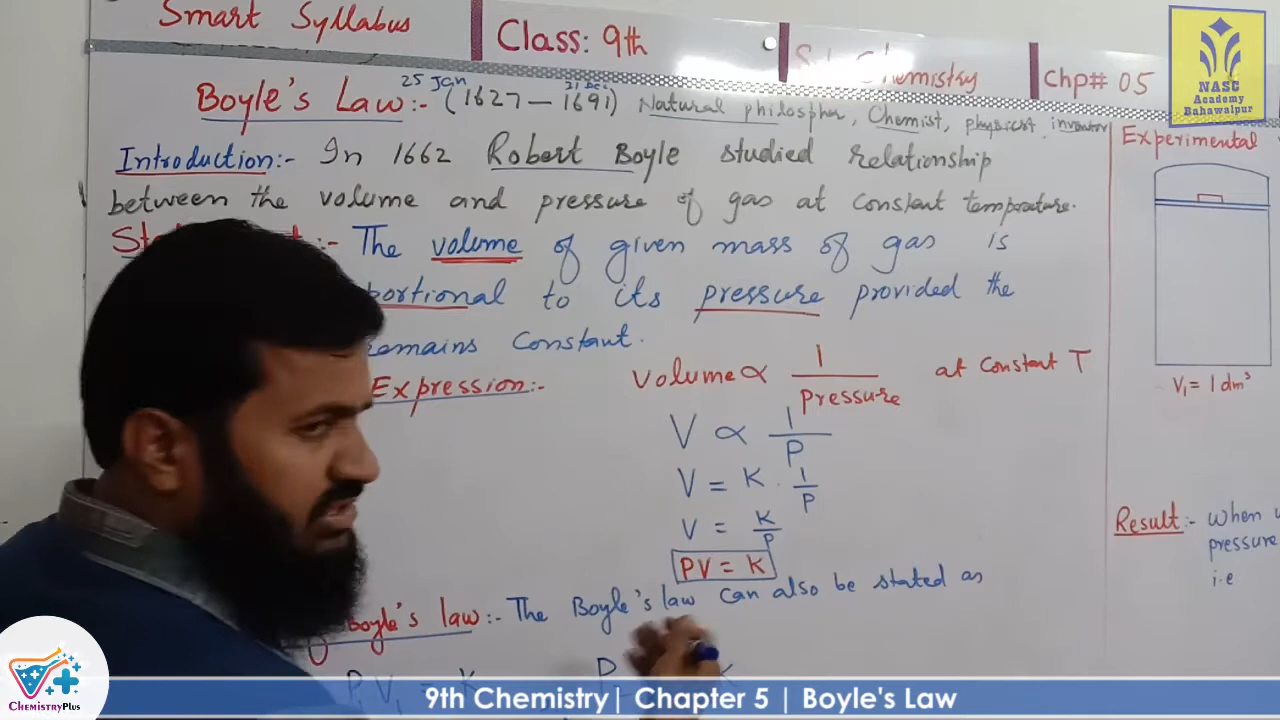 Smart Syllabus
Class: 9th
Chemistry
Chp# 05
NASC
Academy
Bahawalpur
25 Jan 31 Dec
Boyle's Law:- (1627 – 1691) Natural philospher, Chemist, physicist, inventor
Introduction:- In 1662 Robert Boyle studied relationship
between the volume and pressure of gas at constant temprature.
:- The volume of given mass of gas is
portional to its pressure provided the
remains Constant.
Expression:- Volume ∝ 1/Pressure at constant T
V ∝ 1/P
V = K . 1/P
V = K/P
PV = K
Boyle's law:- The Boyle's law can also be stated as
P₁V₁ = K
P
Experimental
V₁ = 1 dm³
Result:- when
pressure
i.e
ChemistryPlus
9th Chemistry| Chapter 5 | Boyle's Law